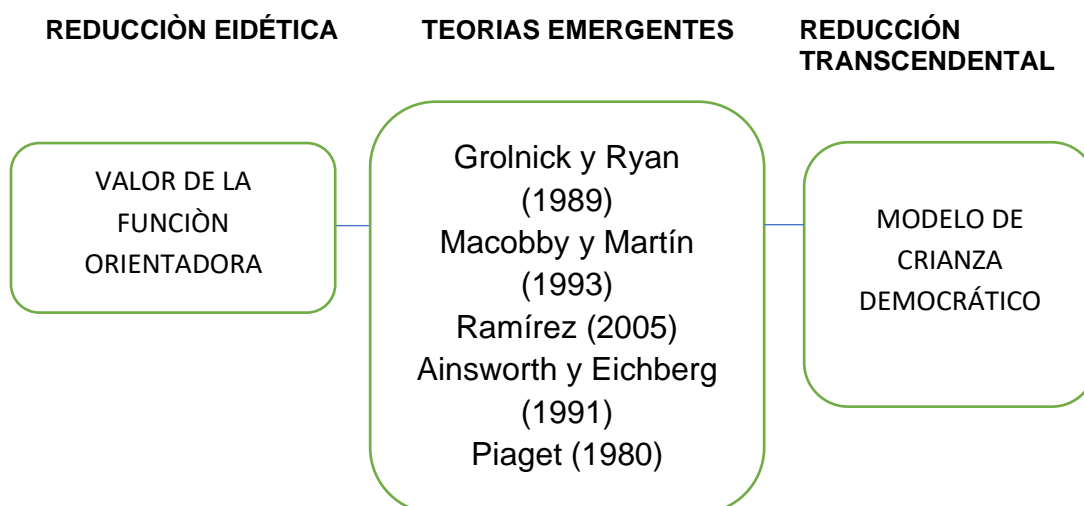 REDUCCIÒN EIDÉTICA
TEORIAS EMERGENTES
REDUCCIÓN
TRANSCENDENTAL
VALOR DE LA
FUNCIÒN
ORIENTADORA
Grolnick y Ryan
(1989)
Macobby y Martín
(1993)
Ramírez (2005)
Ainsworth y Eichberg
(1991)
Piaget (1980)
MODELO DE
CRIANZA
DEMOCRÁTICO